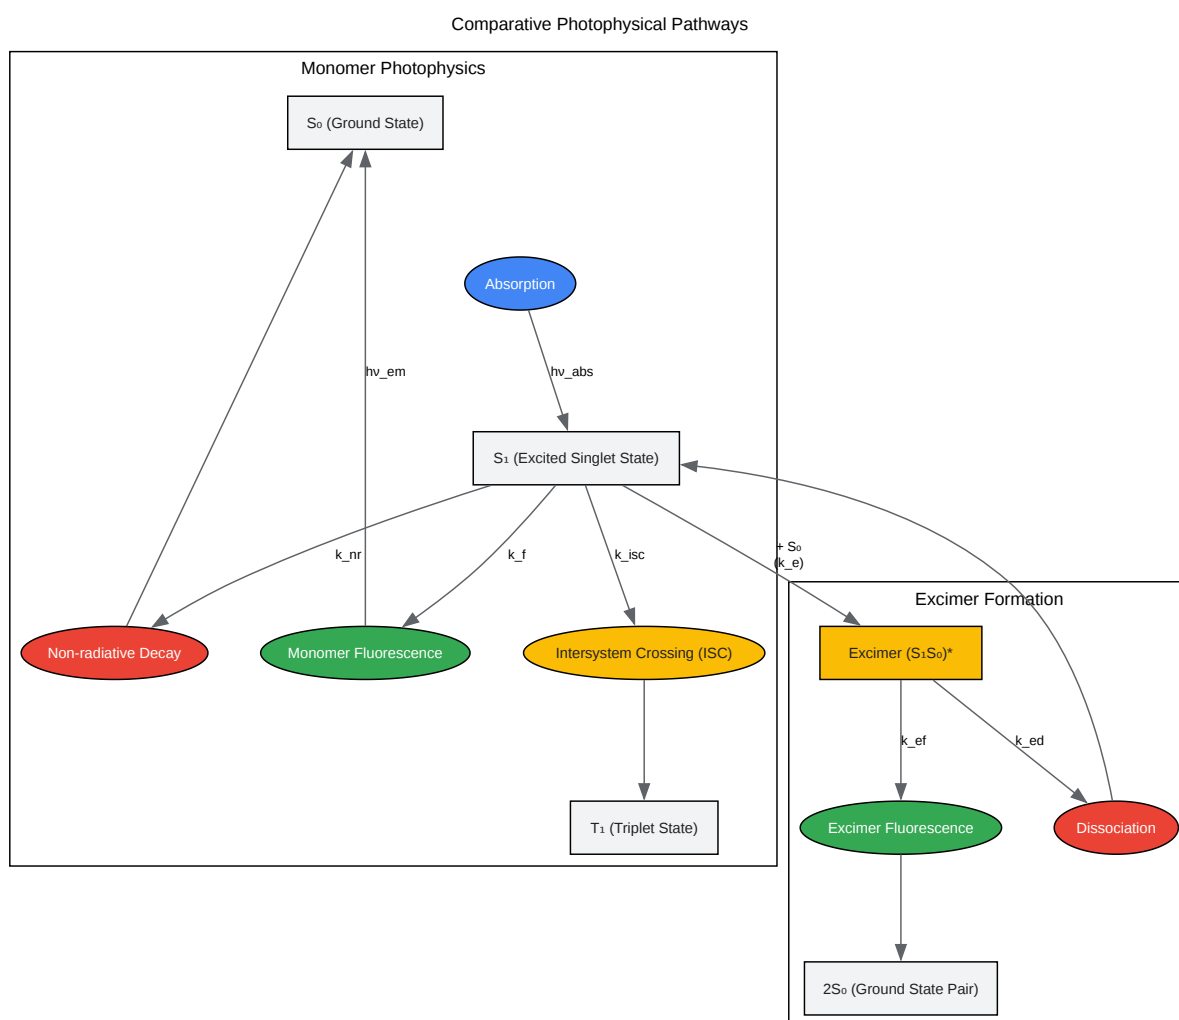 Comparative Photophysical Pathways
Monomer Photophysics
S₀ (Ground State)
Absorption
hν_em
hν_abs
S₁ (Excited Singlet State)
k_nr
k_f
k_isc
+ S₀
(k_e)
Excimer Formation
Non-radiative Decay
Monomer Fluorescence
Intersystem Crossing (ISC)
Excimer (S₁S₀)*
k_ef
k_ed
T₁ (Triplet State)
Excimer Fluorescence
Dissociation
2S₀ (Ground State Pair)